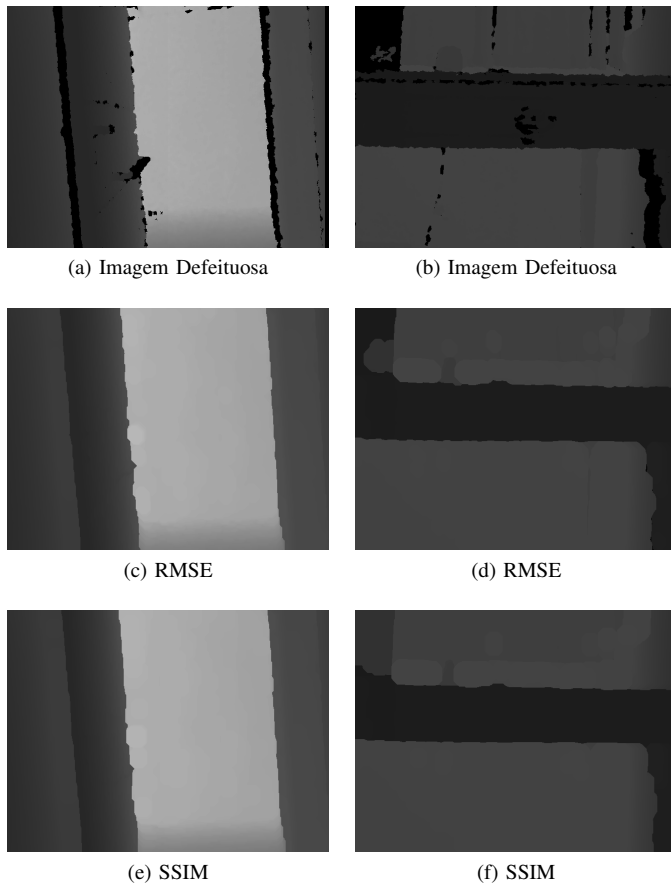 (a) Imagem Defeituosa
(b) Imagem Defeituosa
(c) RMSE
(d) RMSE
(e) SSIM
(f) SSIM